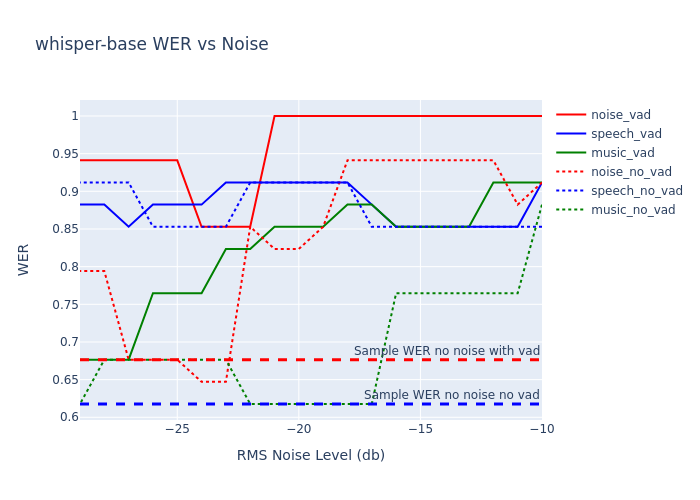 whisper-base WER vs Noise
1
0.95
0.9
0.85
0.8
0.75
0.7
0.65
0.6
WER
−25
−20
−15
−10
RMS Noise Level (db)
Sample WER no noise with vad
Sample WER no noise no vad
noise_vad
speech_vad
music_vad
noise_no_vad
speech_no_vad
music_no_vad